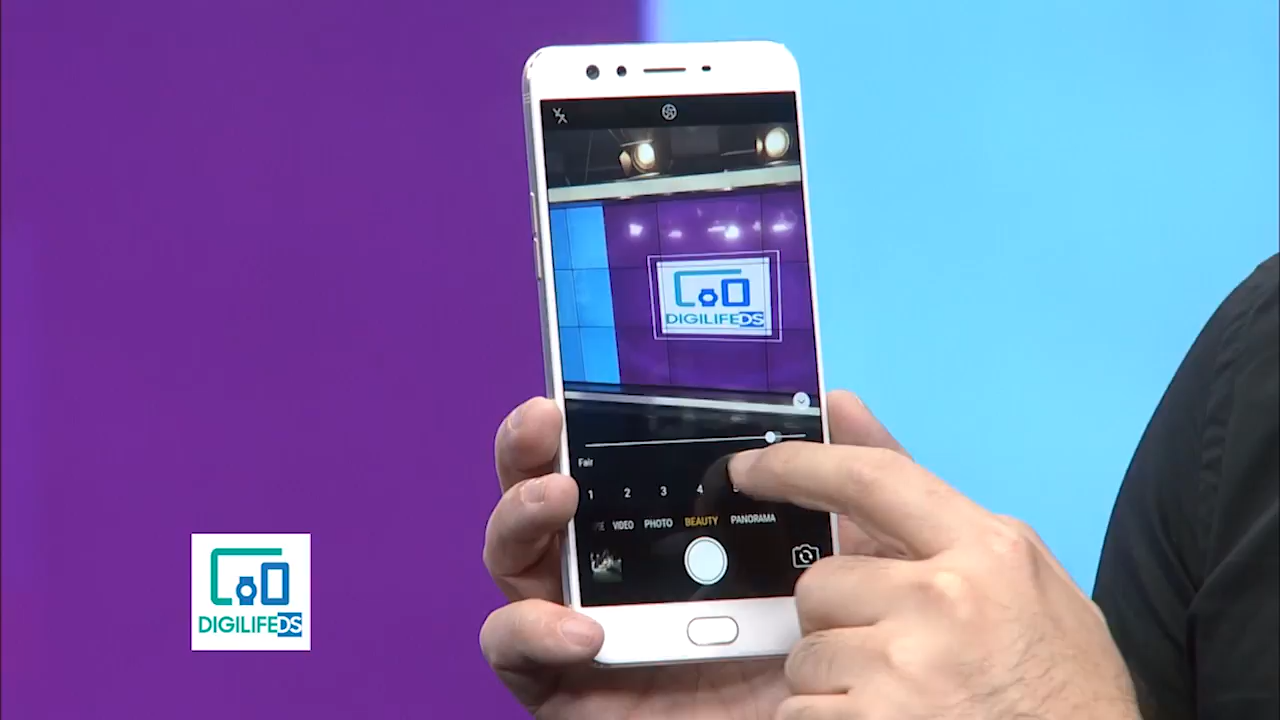 DIGILIFEDS
Fair
1 2 3 4
VIDEO PHOTO BEAUTY PANORAMA
DIGILIFEDS